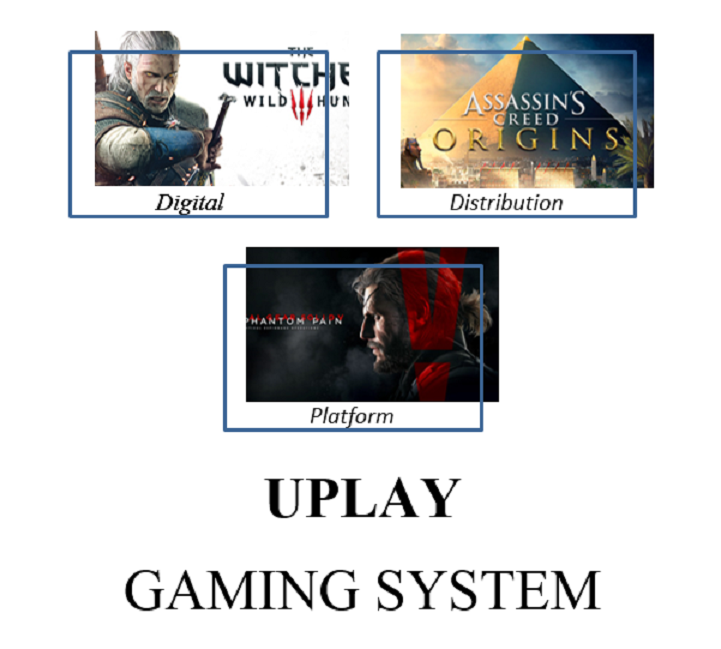 THE
WITCHE
WILD HUN
Digital
ASSASSIN'S
CREED
ORIGINS
Distribution
PHANTOM PAIN
Platform
UPLAY
GAMING SYSTEM